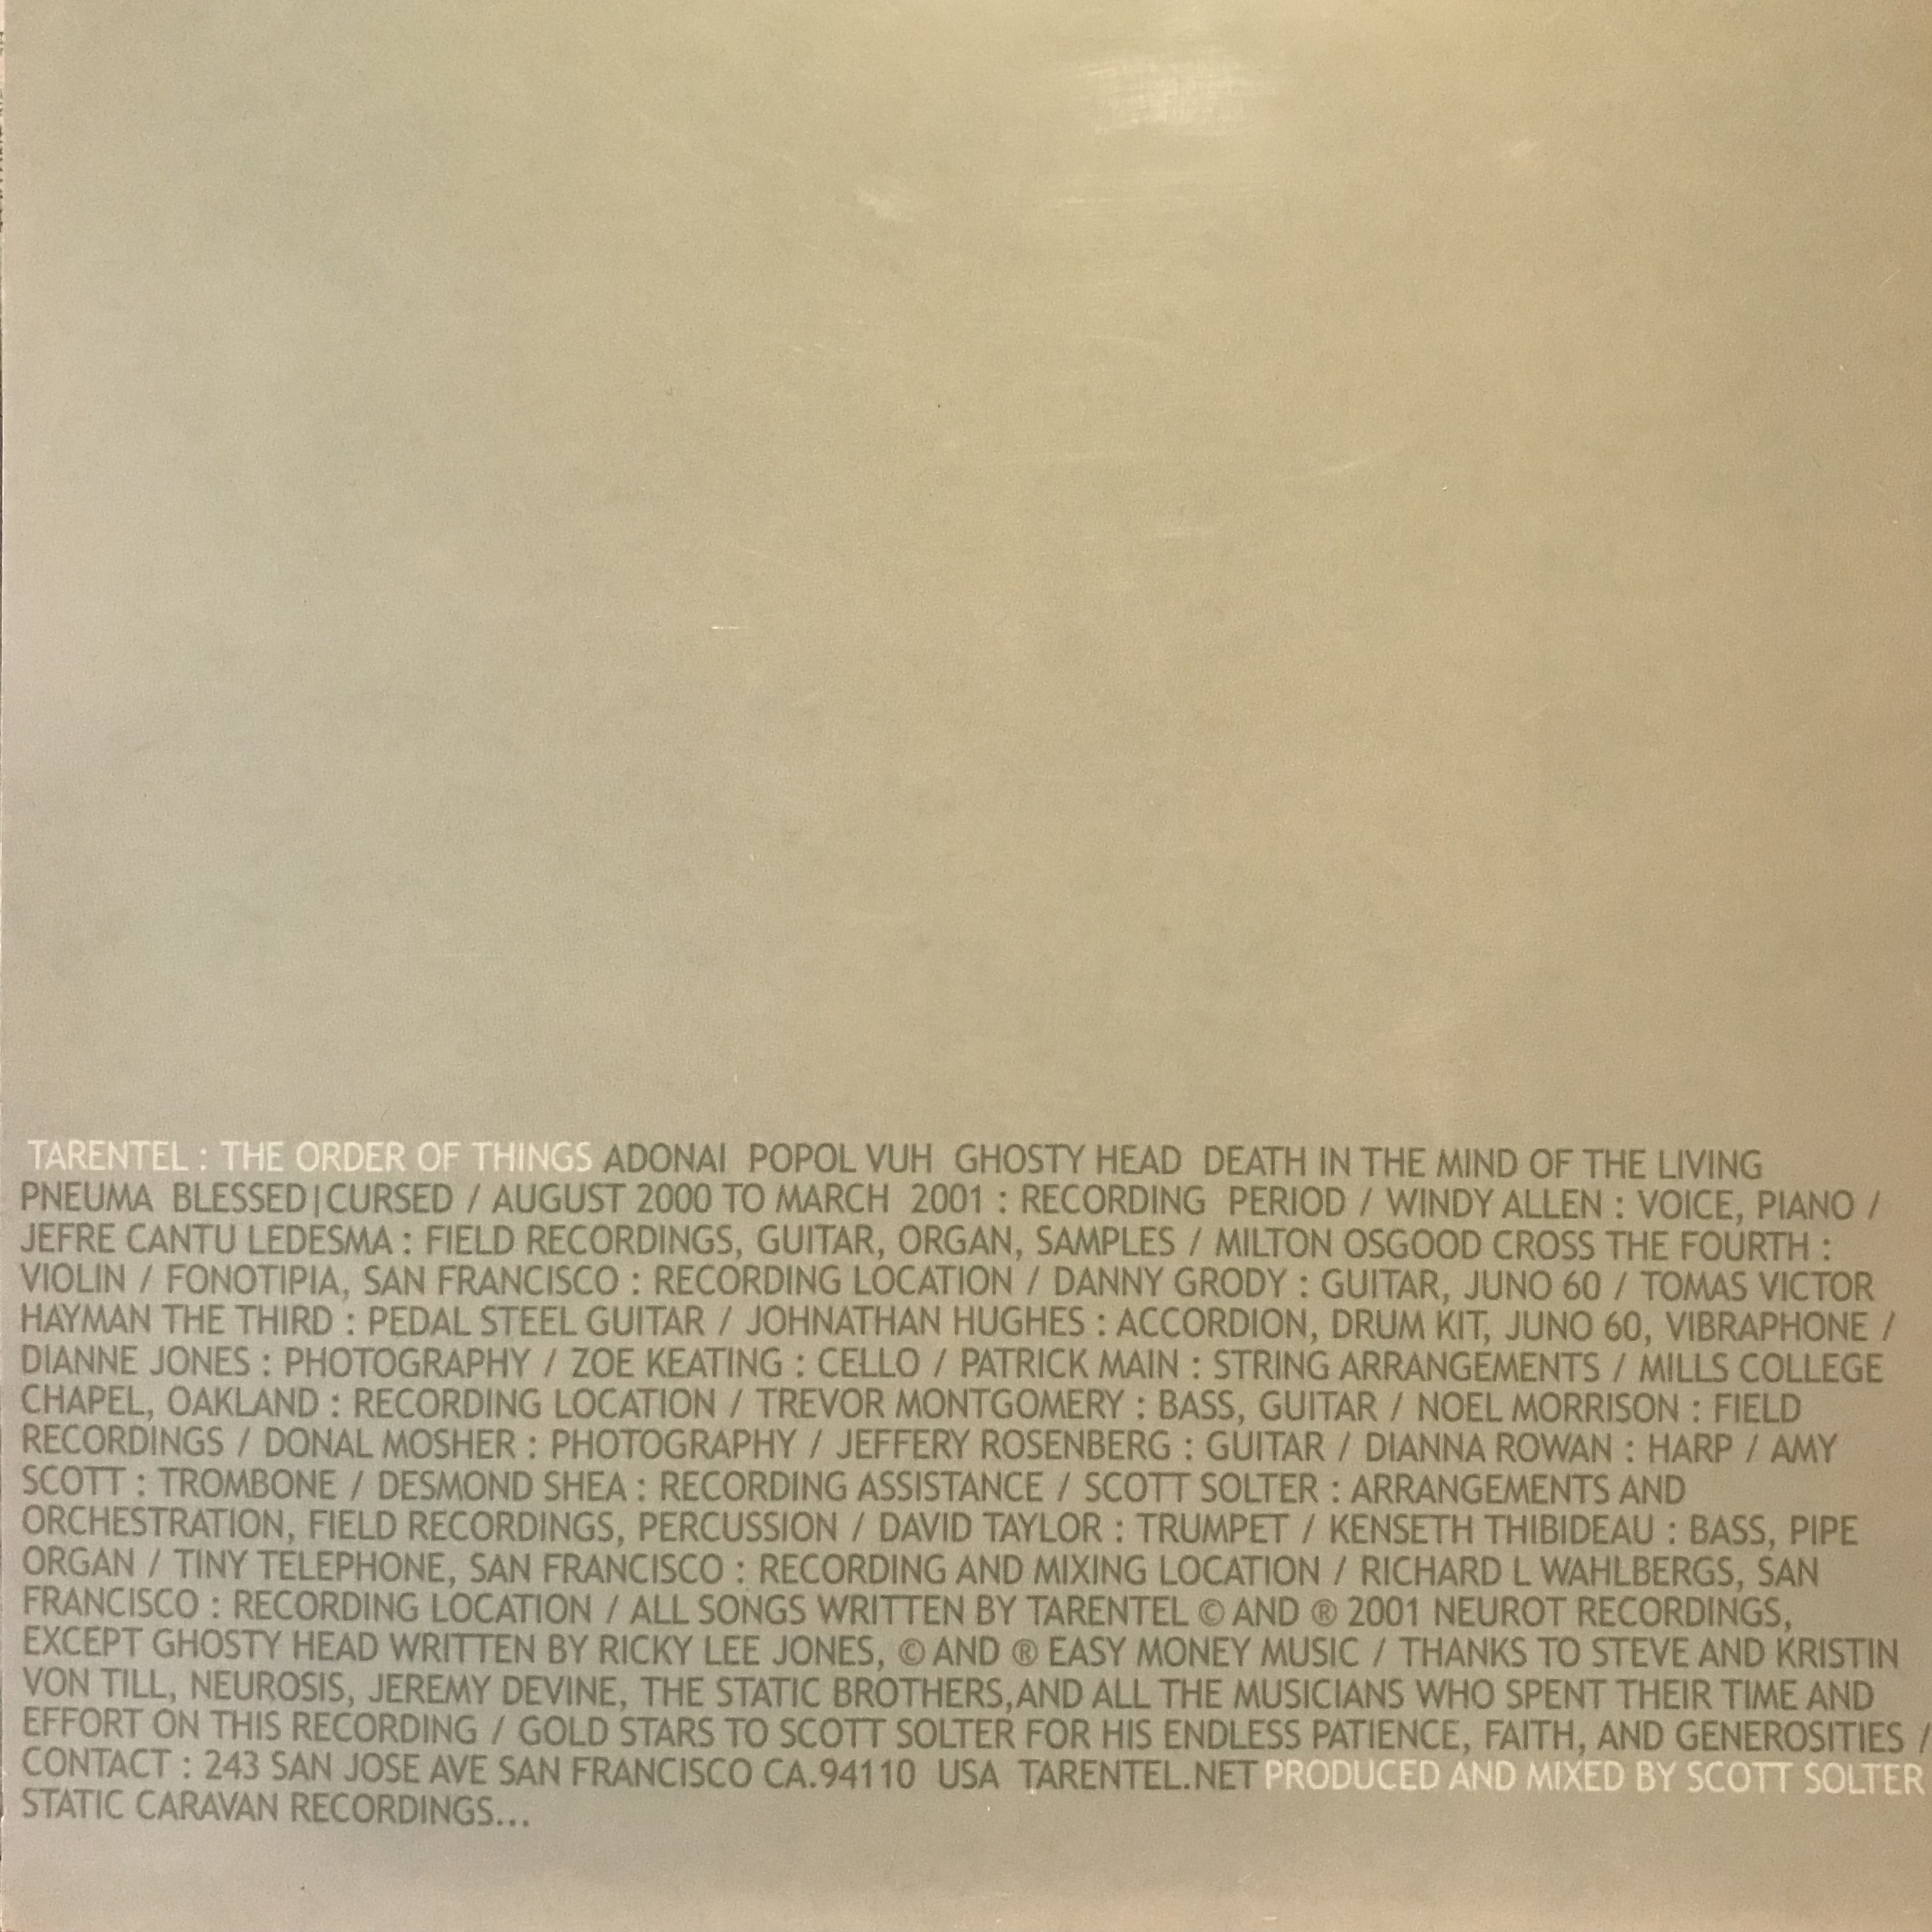 TARENTEL : THE ORDER OF THINGS ADONAI POPOL VUH GHOSTY HEAD DEATH IN THE MIND OF THE LIVING
PNEUMA BLESSED|CURSED / AUGUST 2000 TO MARCH 2001 : RECORDING PERIOD / WINDY ALLEN : VOICE, PIANO /
JEFRE CANTU LEDESMA : FIELD RECORDINGS, GUITAR, ORGAN, SAMPLES / MILTON OSGOOD CROSS THE FOURTH :
VIOLIN / FONOTIPIA, SAN FRANCISCO : RECORDING LOCATION / DANNY GRODY : GUITAR, JUNO 60 / TOMAS VICTOR
HAYMAN THE THIRD : PEDAL STEEL GUITAR / JOHNATHAN HUGHES : ACCORDION, DRUM KIT, JUNO 60, VIBRAPHONE /
DIANNE JONES : PHOTOGRAPHY / ZOE KEATING : CELLO / PATRICK MAIN : STRING ARRANGEMENTS / MILLS COLLEGE
CHAPEL, OAKLAND : RECORDING LOCATION / TREVOR MONTGOMERY : BASS, GUITAR / NOEL MORRISON : FIELD
RECORDINGS / DONAL MOSHER : PHOTOGRAPHY / JEFFERY ROSENBERG : GUITAR / DIANNA ROWAN : HARP / AMY
SCOTT : TROMBONE / DESMOND SHEA : RECORDING ASSISTANCE / SCOTT SOLTER : ARRANGEMENTS AND
ORCHESTRATION, FIELD RECORDINGS, PERCUSSION / DAVID TAYLOR : TRUMPET / KENSETH THIBIDEAU : BASS, PIPE
ORGAN / TINY TELEPHONE, SAN FRANCISCO : RECORDING AND MIXING LOCATION / RICHARD L WAHLBERGS, SAN
FRANCISCO : RECORDING LOCATION / ALL SONGS WRITTEN BY TARENTEL © AND ® 2001 NEUROT RECORDINGS,
EXCEPT GHOSTY HEAD WRITTEN BY RICKY LEE JONES, © AND ® EASY MONEY MUSIC / THANKS TO STEVE AND KRISTIN
VON TILL, NEUROSIS, JEREMY DEVINE, THE STATIC BROTHERS,AND ALL THE MUSICIANS WHO SPENT THEIR TIME AND
EFFORT ON THIS RECORDING / GOLD STARS TO SCOTT SOLTER FOR HIS ENDLESS PATIENCE, FAITH, AND GENEROSITIES /
CONTACT : 243 SAN JOSE AVE SAN FRANCISCO CA.94110 USA TARENTEL.NET PRODUCED AND MIXED BY SCOTT SOLTER
STATIC CARAVAN RECORDINGS...